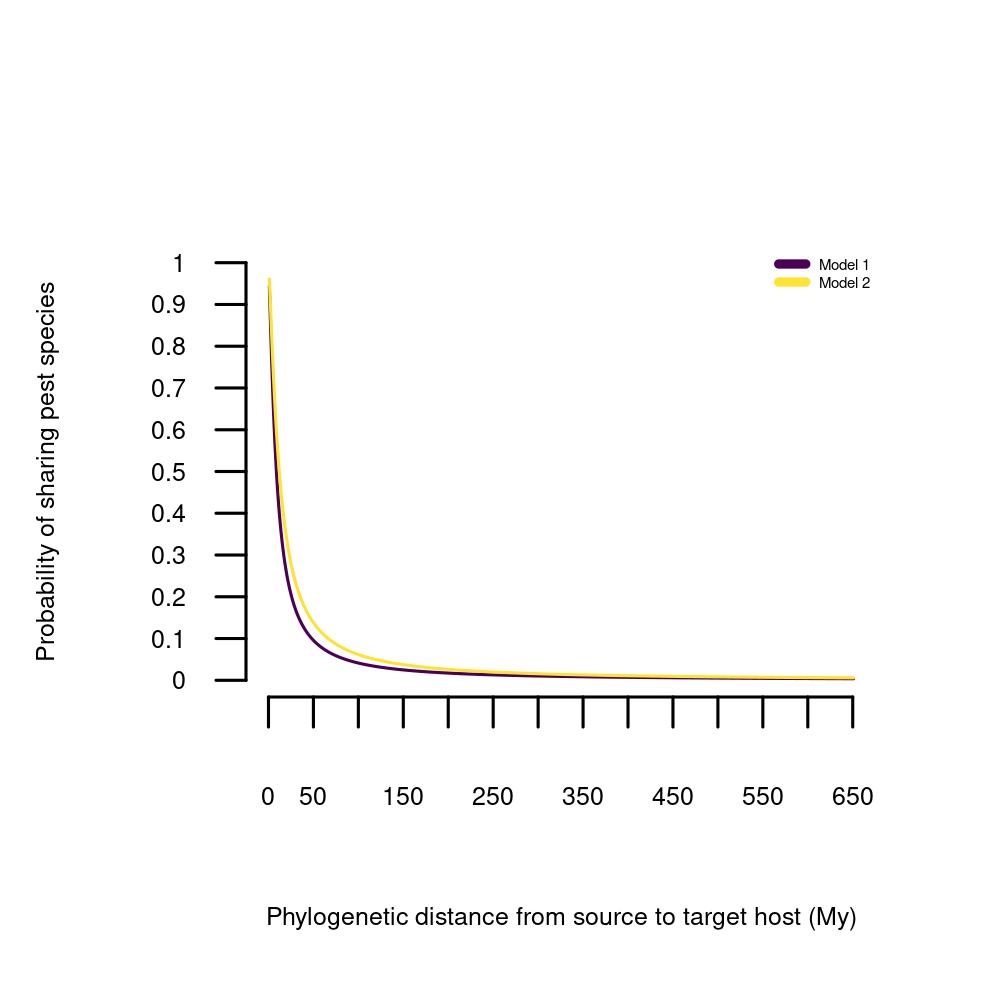 Model 1
Model 2
1
0.9
0.8
0.7
0.6
0.5
0.4
0.3
0.2
0.1
0
Probability of sharing pest species
0 50 150 250 350 450 550 650
Phylogenetic distance from source to target host (My)